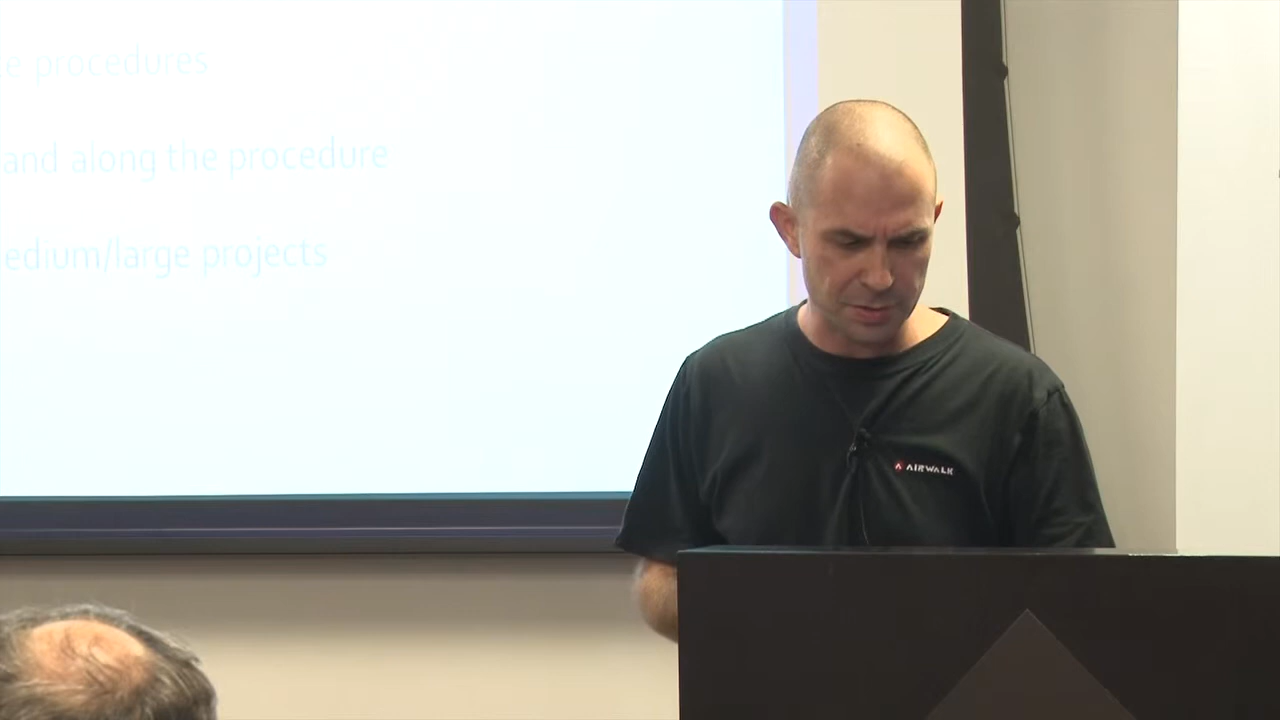 procedures
and along the procedure
edium/large projects
AIRWALK